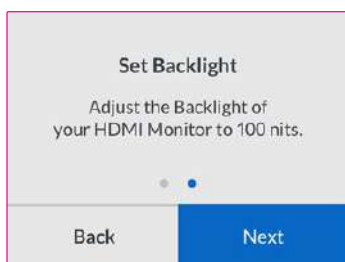 Set Backlight
Adjust the Backlight of
your HDMI Monitor to 100 nits.
Back
Next